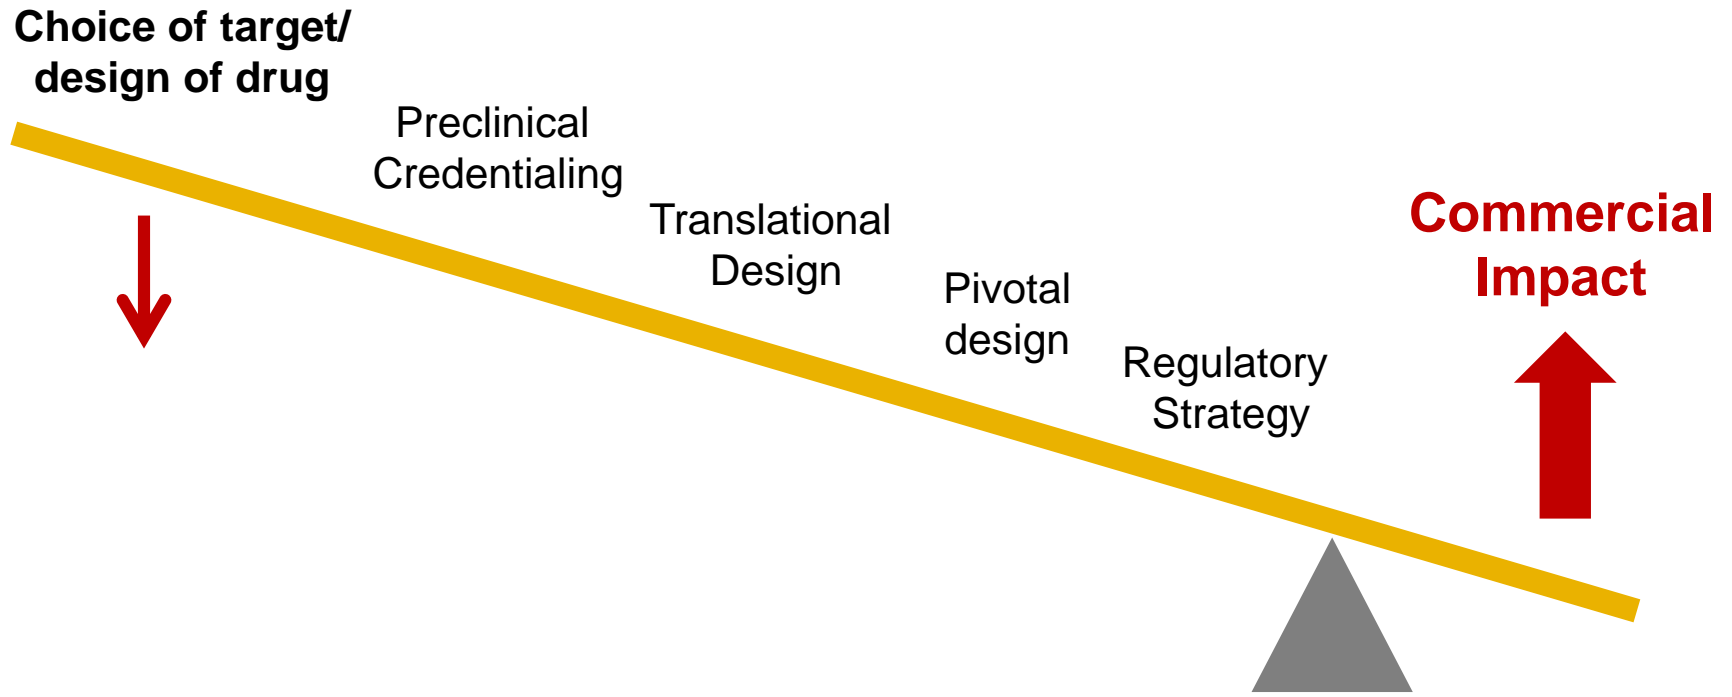 Choice of target/
design of drug
Preclinical
Credentialing
Translational
Design
Pivotal
design
Regulatory
Strategy
Commercial
Impact